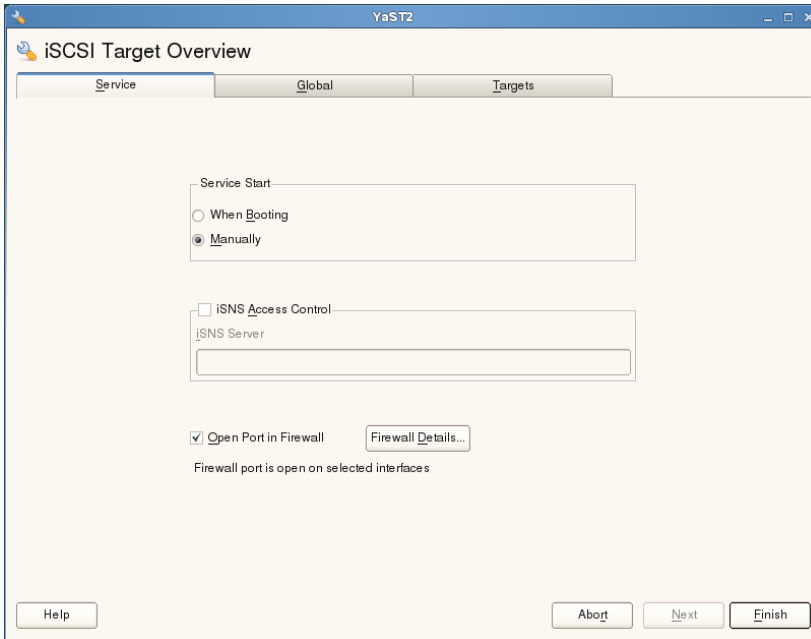 YaST2
iSCSI Target Overview
Service Global Targets
Service Start
When Booting
Manually
iSNS Access Control
iSNS Server
Open Port in Firewall Firewall Details...
Firewall port is open on selected interfaces
Help Abort Next Finish